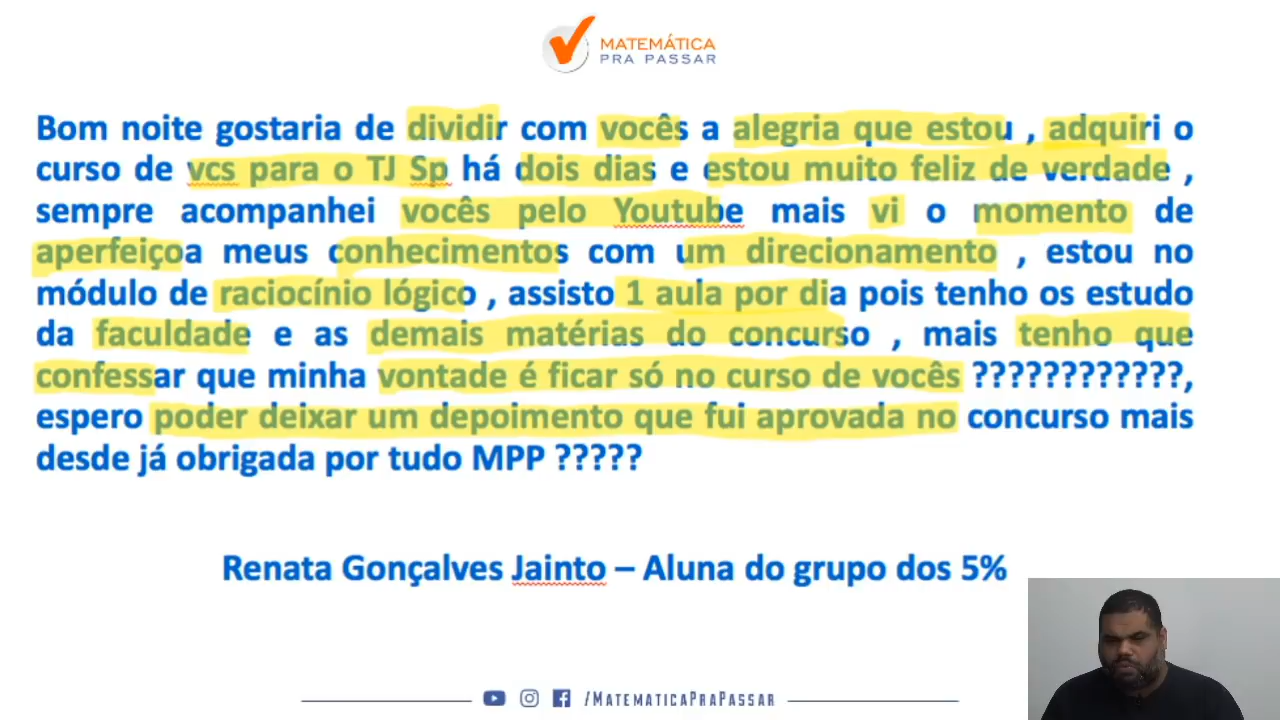 MATEMÁTICA
PRA PASSAR
Bom noite gostaria de dividir com vocês a alegria que estou , adquiri o
curso de vcs para o TJ Sp há dois dias e estou muito feliz de verdade ,
sempre acompanhei vocês pelo Youtube mais vi o momento de
aperfeiçoa meus conhecimentos com um direcionamento , estou no
módulo de raciocínio lógico , assisto 1 aula por dia pois tenho os estudo
da faculdade e as demais matérias do concurso , mais tenho que
confessar que minha vontade é ficar só no curso de vocês ????????????,
espero poder deixar um depoimento que fui aprovada no concurso mais
desde já obrigada por tudo MPP ?????
Renata Gonçalves Jainto – Aluna do grupo dos 5%
/MATEMATICAPRAPASSAR